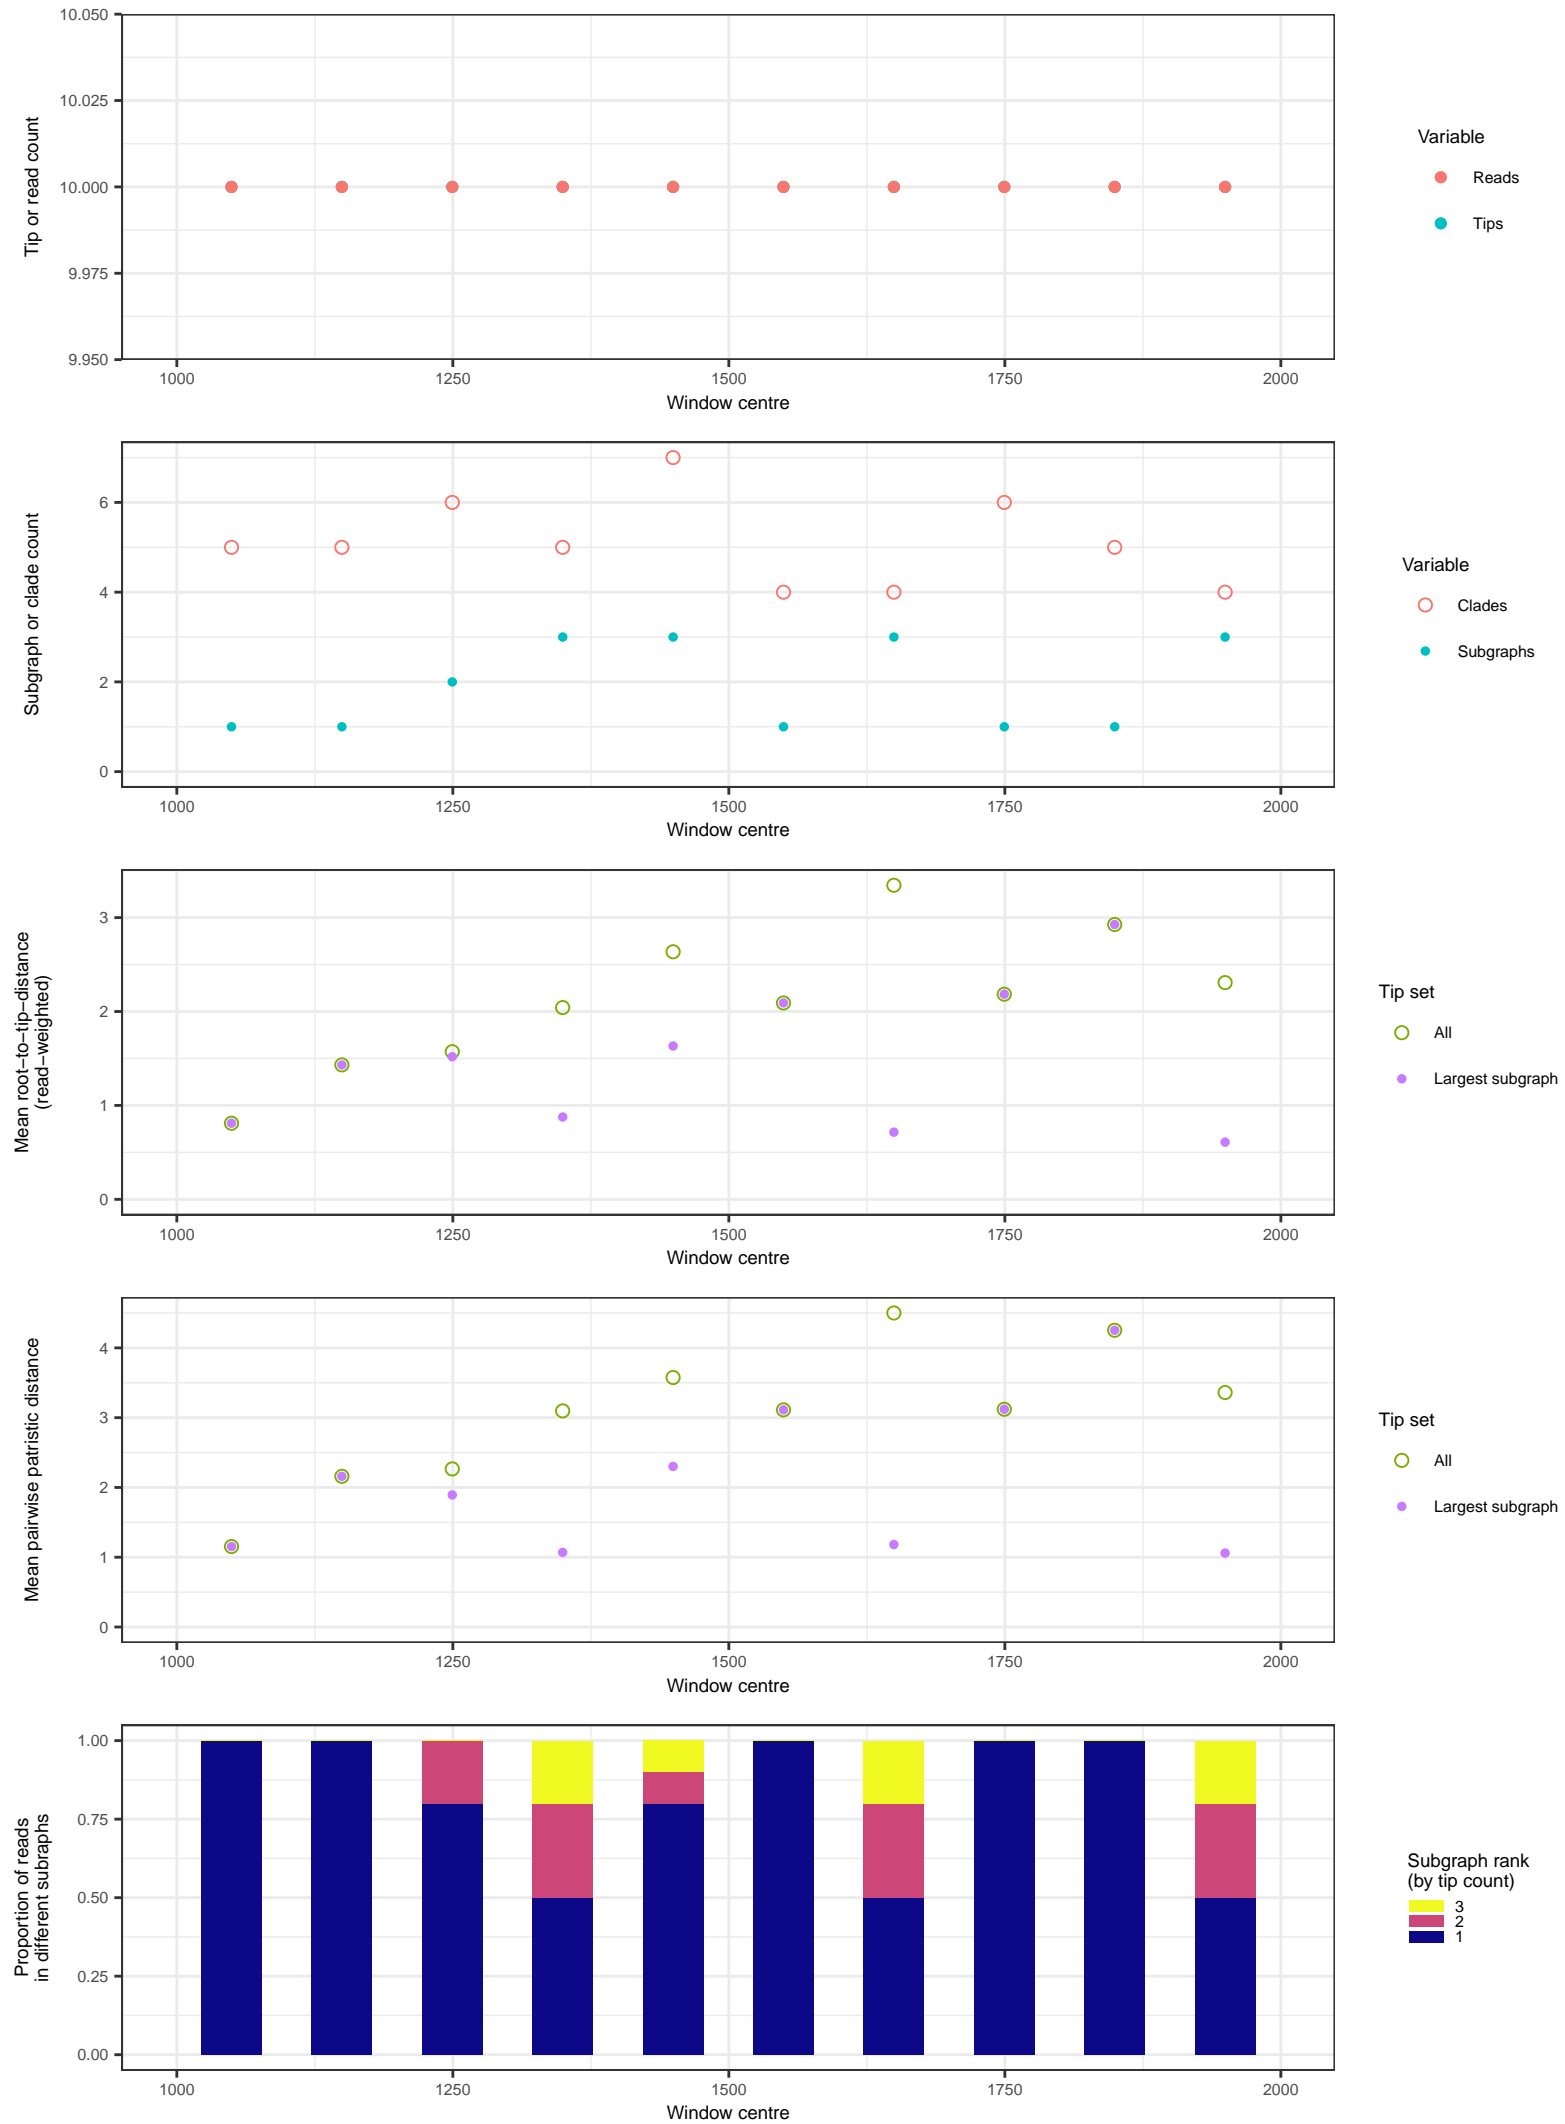 10.050
10.025
10.000
9.975
9.950
Tip or read count
1000 1250 1500 1750 2000
Window centre
Variable
Reads
Tips
6
4
2
0
Subgraph or clade count
1000 1250 1500 1750 2000
Window centre
Variable
Clades
Subgraphs
3
2
1
0
Mean root−to−tip−distance
(read−weighted)
1000 1250 1500 1750 2000
Window centre
Tip set
All
Largest subgraph
4
3
2
1
0
Mean pairwise patristic distance
1000 1250 1500 1750 2000
Window centre
Tip set
All
Largest subgraph
1.00
0.75
0.50
0.25
0.00
Proportion of reads
in different subraphs
1000 1250 1500 1750 2000
Window centre
Subgraph rank
(by tip count)
3
2
1